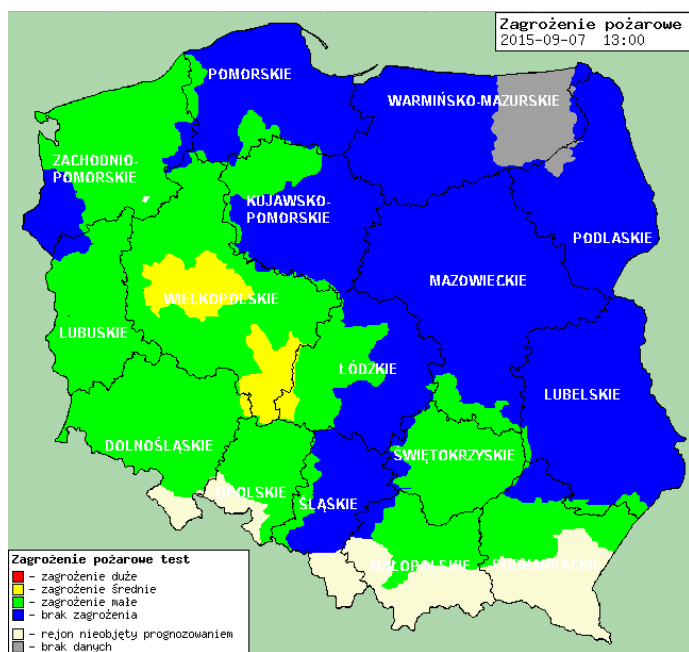 Zagrożenie pożarowe
2015-09-07 13:00
POMORSKIE
WARMIŃSKO-MAZURSKIE
ZACHODNIO-
POMORSKIE
KUJAWSKO-
POMORSKIE
PODLASKIE
MAZOWIECKIE
WIELKOPOLSKIE
LUBUSKIE
ŁÓDZKIE
LUBELSKIE
DOLNOŚLĄSKIE
ŚWIĘTOKRZYSKIE
OPOLSKIE
ŚLĄSKIE
MAŁOPOLSKIE
PODKARPACKIE
Zagrożenie pożarowe test
- zagrożenie duże
- zagrożenie średnie
- zagrożenie małe
- brak zagrożenia
- rejon nieobjęty prognozowaniem
- brak danych